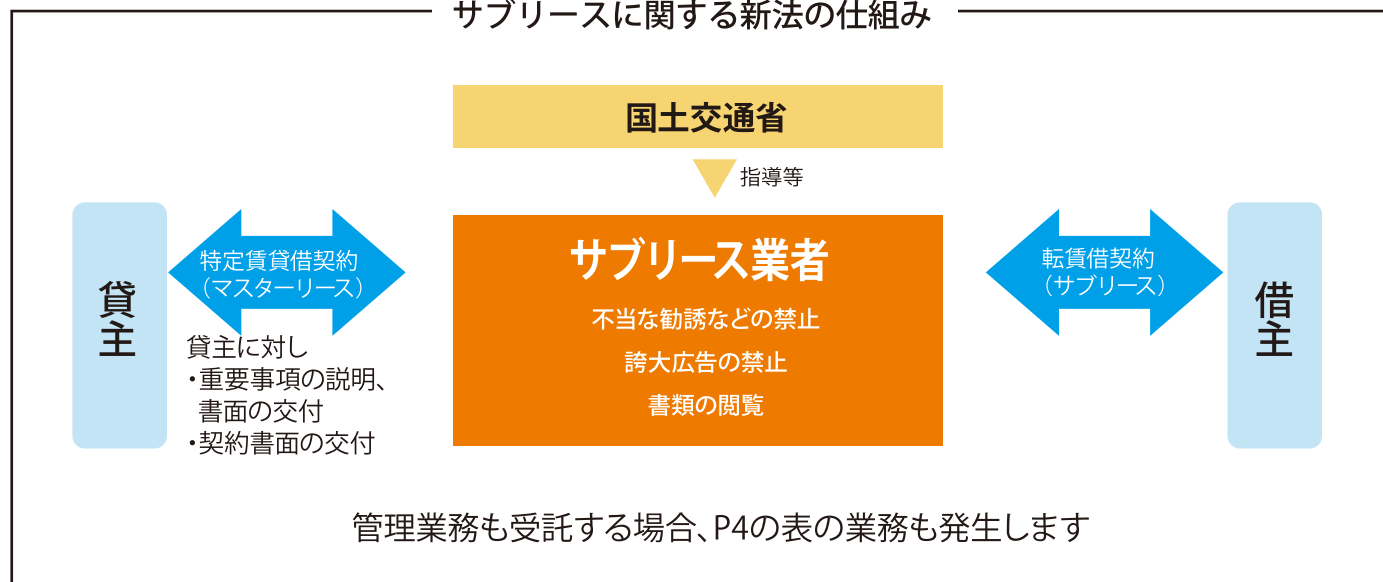 サブリースに関する新法の仕組み
国土交通省
指導等
貸主
特定賃貸借契約
（マスターリース）
貸主に対し
・重要事項の説明、
書面の交付
・契約書面の交付
サブリース業者
不当な勧誘などの禁止
誇大広告の禁止
書類の閲覧
転賃借契約
（サブリース）
借主
管理業務も受託する場合、P4の表の業務も発生します